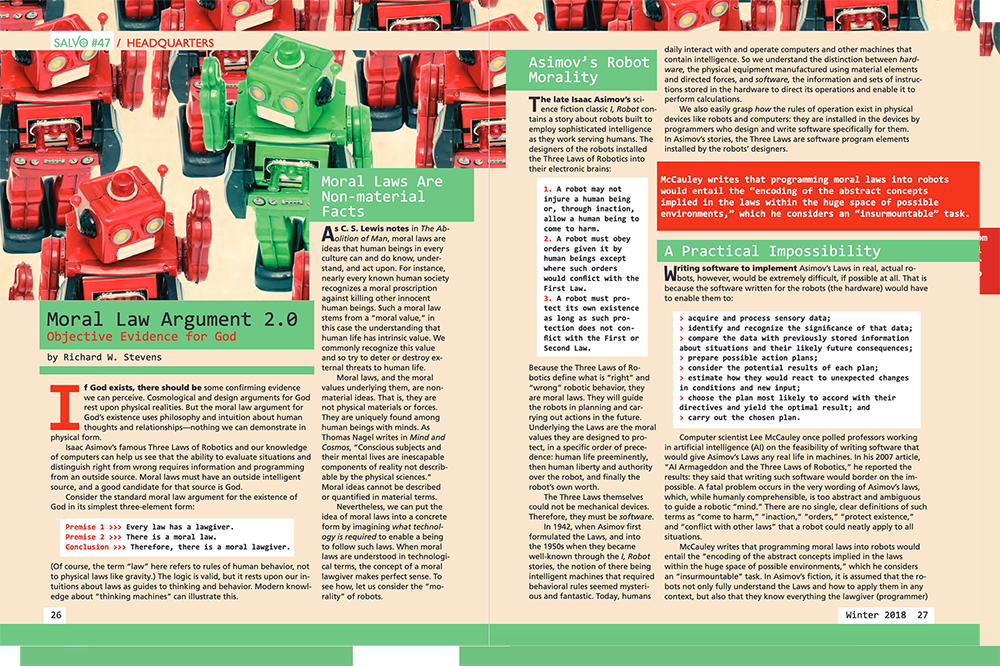 SALVO #47 / HEADQUARTERS
Moral Law Argument 2.0
Objective Evidence for God
by Richard W. Stevens
If God exists, there should be some confirming evidence
we can perceive. Cosmological and design arguments for God
rest upon physical realities. But the moral law argument for
God's existence uses philosophy and intuition about human
thoughts and relationships—nothing we can demonstrate in
physical form.
Isaac Asimov's famous Three Laws of Robotics and our knowledge
of computers can help us see that the ability to evaluate situations and
distinguish right from wrong requires information and programming
from an outside source. Moral laws must have an outside intelligent
source, and a good candidate for that source is God.
Consider the standard moral law argument for the existence of
God in its simplest three-element form:
Premise 1 >>> Every law has a lawgiver.
Premise 2 >>> There is a moral law.
Conclusion >>> Therefore, there is a moral lawgiver.
(Of course, the term "law" here refers to rules of human behavior, not
to physical laws like gravity.) The logic is valid, but it rests upon our in-
tuitions about laws as guides to thinking and behavior. Modern knowl-
edge about "thinking machines" can illustrate this.
26
Moral Laws Are
Non-material
Facts
As C. S. Lewis notes in The Ab-
olition of Man, moral laws are
ideas that human beings in every
culture can and do know, under-
stand, and act upon. For instance,
nearly every known human society
recognizes a moral proscription
against killing other innocent
human beings. Such a moral law
stems from a "moral value," in
this case the understanding that
human life has intrinsic value. We
commonly recognize this value
and so try to deter or destroy ex-
ternal threats to human life.
Moral laws, and the moral
values underlying them, are non-
material ideas. That is, they are
not physical materials or forces.
They are uniquely found among
human beings with minds. As
Thomas Nagel writes in Mind and
Cosmos, "Conscious subjects and
their mental lives are inescapable
components of reality not describ-
able by the physical sciences."
Moral ideas cannot be described
or quantified in material terms.
Nevertheless, we can put the
idea of moral laws into a concrete
form by imagining what technol-
ogy is required to enable a being
to follow such laws. When moral
laws are understood in technologi-
cal terms, the concept of a moral
lawgiver makes perfect sense. To
see how, let us consider the "mo-
rality" of robots.
Asimov's Robot
Morality
The late Isaac Asimov's sci-
ence fiction classic I, Robot con-
tains a story about robots built to
employ sophisticated intelligence
as they work serving humans. The
designers of the robots installed
the Three Laws of Robotics into
their electronic brains:
1. A robot may not
injure a human being
or, through inaction,
allow a human being to
come to harm.
2. A robot must obey
orders given it by
human beings except
where such orders
would conflict with the
First Law.
3. A robot must pro-
tect its own existence
as long as such pro-
tection does not con-
flict with the First or
Second Law.
Because the Three Laws of Ro-
botics define what is "right" and
"wrong" robotic behavior, they
are moral laws. They will guide
the robots in planning and car-
rying out actions in the future.
Underlying the Laws are the moral
values they are designed to pro-
tect, in a specific order of prece-
dence: human life preeminently,
then human liberty and authority
over the robot, and finally the
robot's own worth.
The Three Laws themselves
could not be mechanical devices.
Therefore, they must be software.
In 1942, when Asimov first
formulated the Laws, and into
the 1950s when they became
well-known through the I, Robot
stories, the notion of there being
intelligent machines that required
behavioral rules seemed mysteri-
ous and fantastic. Today, humans
daily interact with and operate computers and other machines that
contain intelligence. So we understand the distinction between hard-
ware, the physical equipment manufactured using material elements
and directed forces, and software, the information and sets of instruc-
tions stored in the hardware to direct its operations and enable it to
perform calculations.
We also easily grasp how the rules of operation exist in physical
devices like robots and computers: they are installed in the devices by
programmers who design and write software specifically for them.
In Asimov's stories, the Three Laws are software program elements
installed by the robots' designers.
McCauley writes that programming moral laws into robots
would entail the "encoding of the abstract concepts
implied in the laws within the huge space of possible
environments," which he considers an "insurmountable" task.
A Practical Impossibility
Writing software to implement Asimov's Laws in real, actual ro-
bots, however, would be extremely difficult, if possible at all. That is
because the software written for the robots (the hardware) would have
to enable them to:
> acquire and process sensory data;
> identify and recognize the significance of that data;
> compare the data with previously stored information
about situations and their likely future consequences;
> prepare possible action plans;
> consider the potential results of each plan;
> estimate how they would react to unexpected changes
in conditions and new input;
> choose the plan most likely to accord with their
directives and yield the optimal result; and
> carry out the chosen plan.
Computer scientist Lee McCauley once polled professors working
in artificial intelligence (AI) on the feasibility of writing software that
would give Asimov's Laws any real life in machines. In his 2007 article,
"AI Armageddon and the Three Laws of Robotics," he reported the
results: they said that writing such software would border on the im-
possible. A fatal problem occurs in the very wording of Asimov's laws,
which, while humanly comprehensible, is too abstract and ambiguous
to guide a robotic "mind." There are no single, clear definitions of such
terms as "come to harm," "inaction," "orders," "protect existence,"
and "conflict with other laws" that a robot could neatly apply to all
situations.
McCauley writes that programming moral laws into robots would
entail the "encoding of the abstract concepts implied in the laws
within the huge space of possible environments," which he considers
an "insurmountable" task. In Asimov's fiction, it is assumed that the ro-
bots not only fully understand the Laws and how to apply them in any
context, but also that they know everything the lawgiver (programmer)
Winter 2018 27